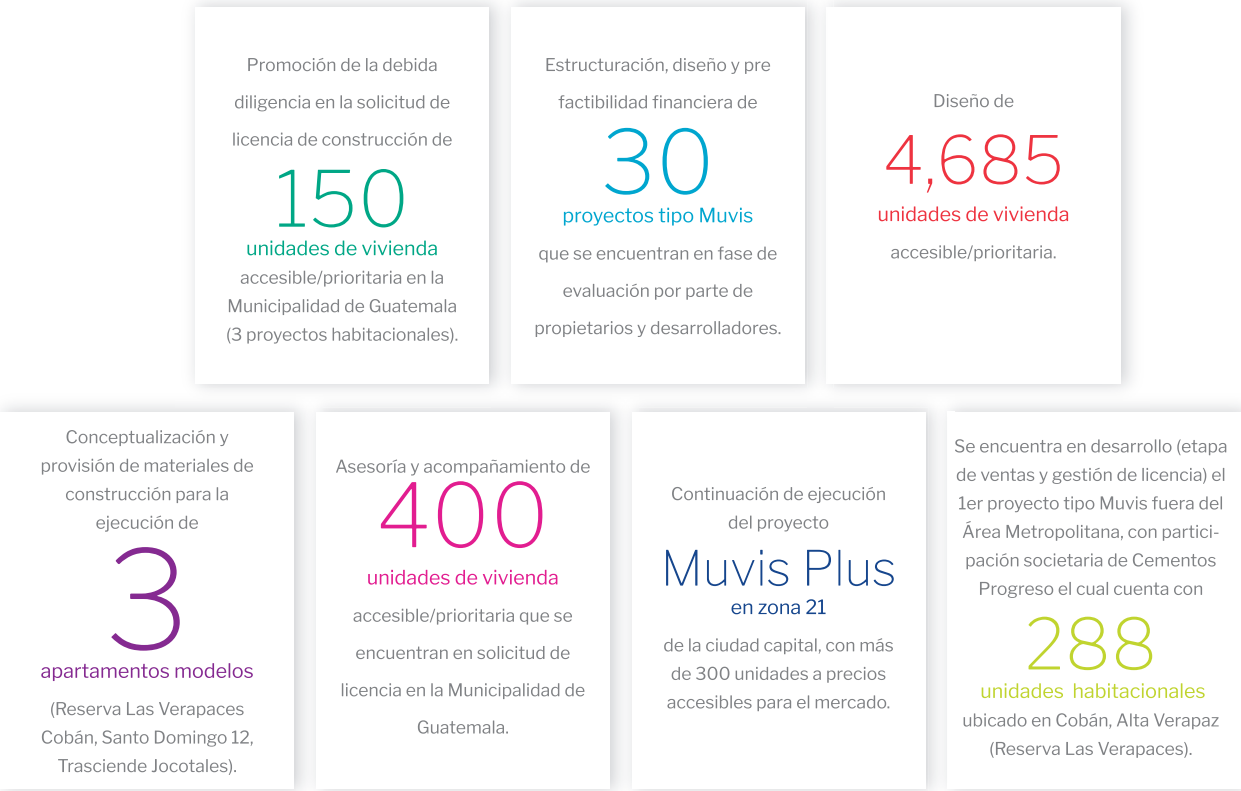 Promoción de la debida
diligencia en la solicitud de
licencia de construcción de
150
unidades de vivienda
accesible/prioritaria en la
Municipalidad de Guatemala
(3 proyectos habitacionales).
Estructuración, diseño y pre
factibilidad financiera de
30
proyectos tipo Muvis
que se encuentran en fase de
evaluación por parte de
propietarios y desarrolladores.
Diseño de
4,685
unidades de vivienda
accesible/prioritaria.
Conceptualización y
provisión de materiales de
construcción para la
ejecución de
3
apartamentos modelos
(Reserva Las Verapaces
Cobán, Santo Domingo 12,
Trasciende Jocotales).
Asesoría y acompañamiento de
400
unidades de vivienda
accesible/prioritaria que se
encuentran en solicitud de
licencia en la Municipalidad de
Guatemala.
Continuación de ejecución
del proyecto
Muvis Plus
en zona 21
de la ciudad capital, con más
de 300 unidades a precios
accesibles para el mercado.
Se encuentra en desarrollo (etapa
de ventas y gestión de licencia) el
1er proyecto tipo Muvis fuera del
Área Metropolitana, con partici-
pación societaria de Cementos
Progreso el cual cuenta con
288
unidades habitacionales
ubicado en Cobán, Alta Verapaz
(Reserva Las Verapaces).